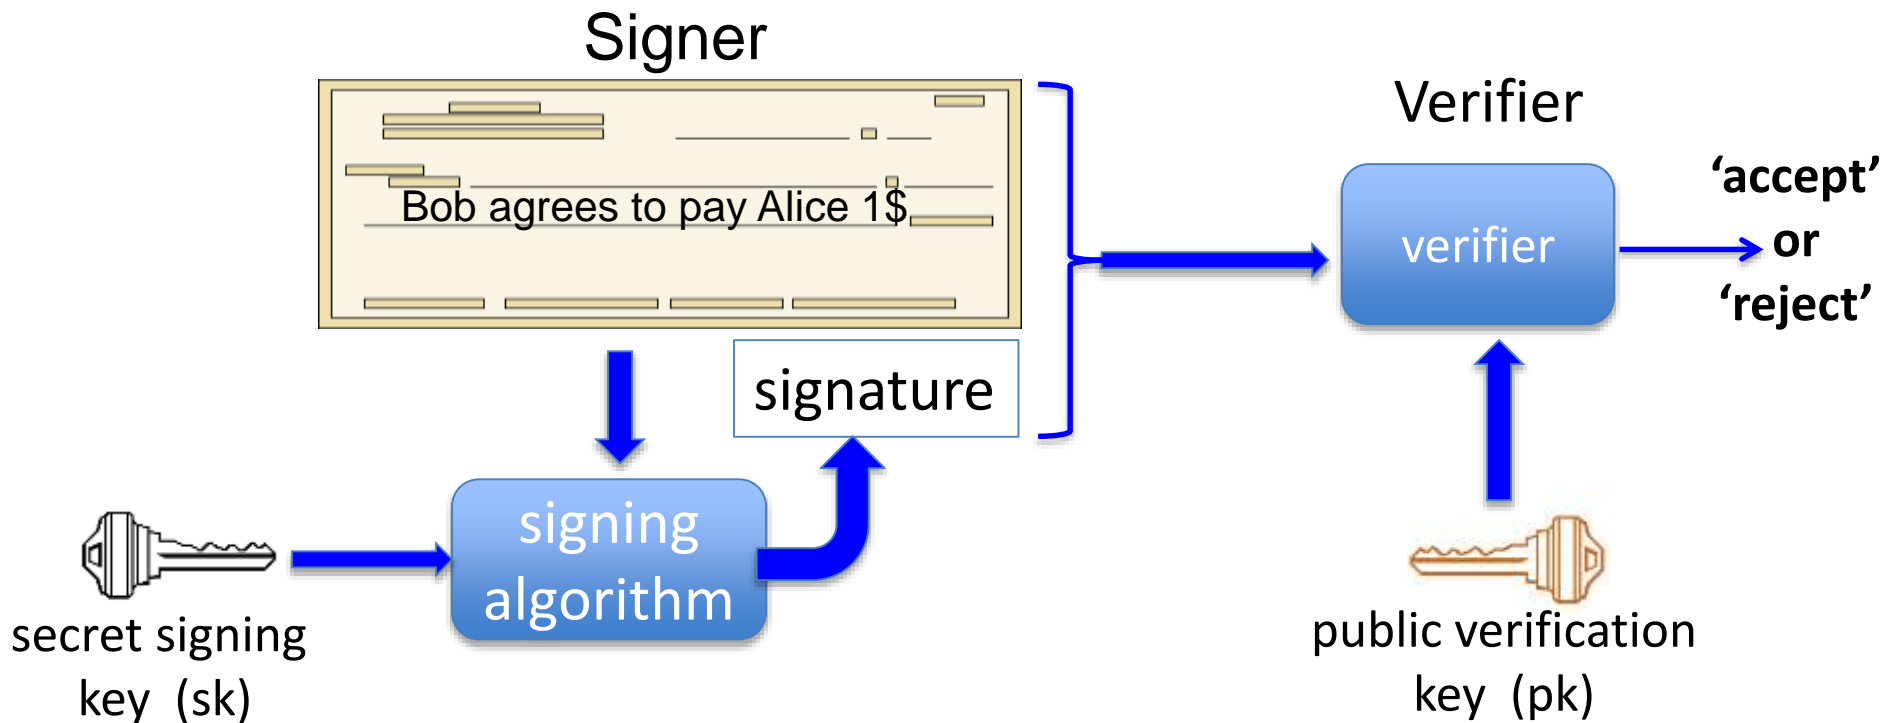 Signer
Bob agrees to pay Alice 1$
signature
signing
algorithm
secret signing
key (sk)
Verifier
verifier
‘accept’
or
‘reject’
public verification
key (pk)